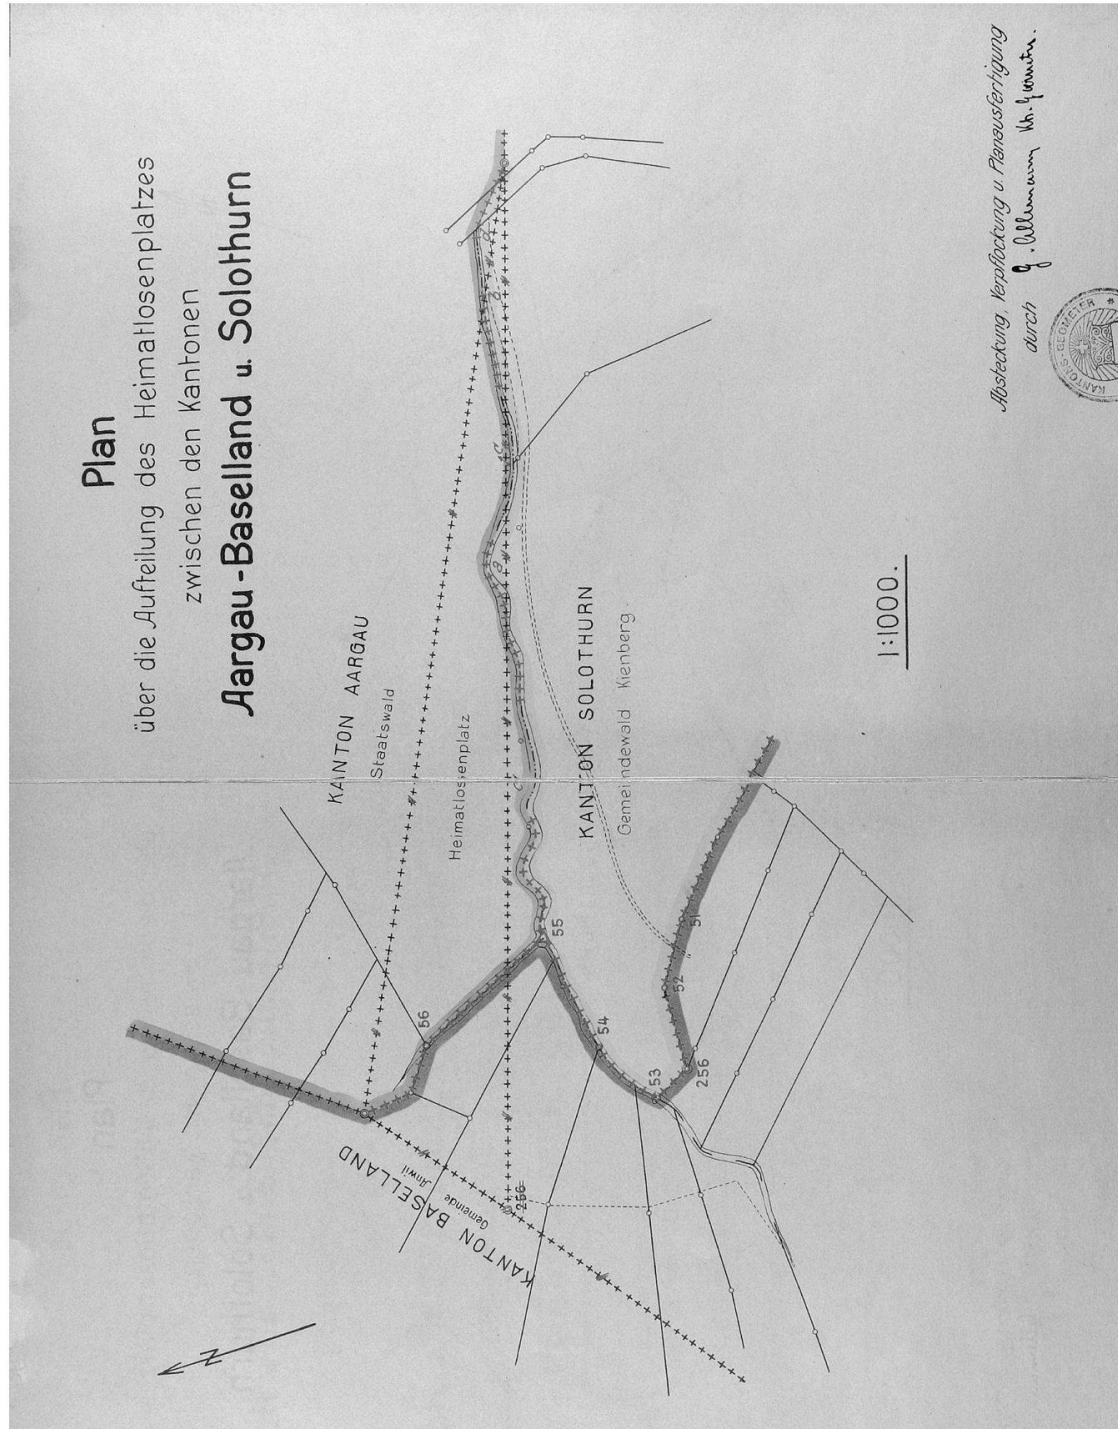 Plan
über die Aufteilung des Heimatlosenplatzes
zwischen den Kantonen
Aargau-Baselland u. Solothurn
KANTON AARGAU
Staatswald
Heimatlosenplatz
KANTON SOLOTHURN
Gemeindewald Kienberg
KANTON BASELLAND
Gemeinde Anwil
56
55
54
53
52
51
256
256
1:1000.
Absteckung, Verpflockung u. Planausfertigung
durch
KANTONS-GEOMETER
N